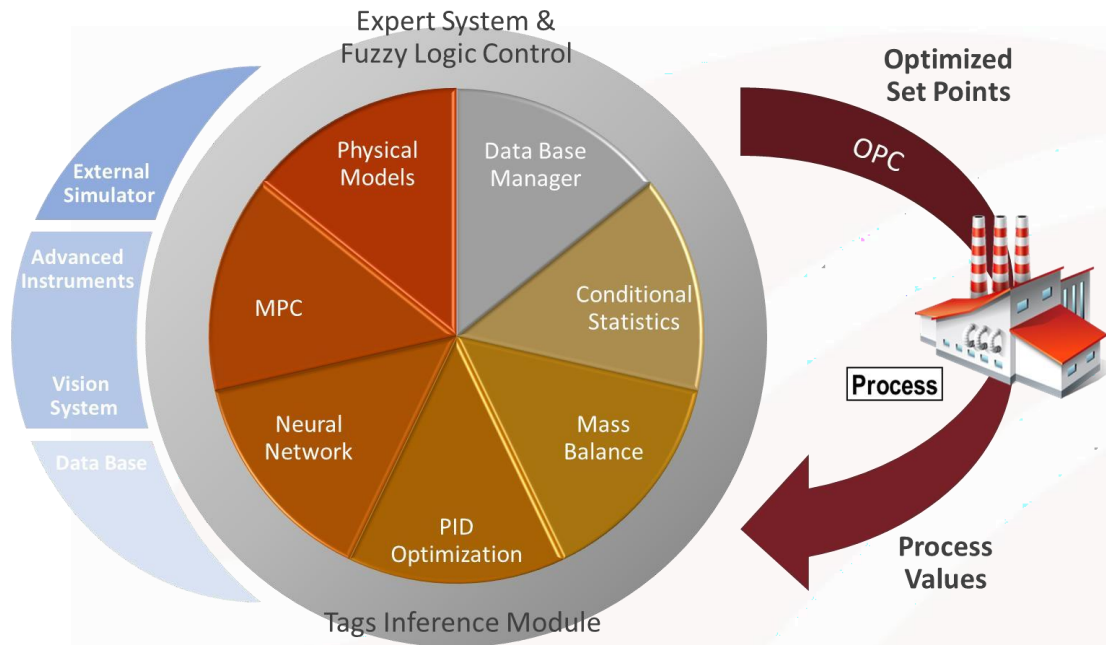 Expert System &
Fuzzy Logic Control
External
Simulator
Advanced
Instruments
Vision
System
Data Base
Physical
Models
Data Base
Manager
MPC
Conditional
Statistics
Neural
Network
Mass
Balance
PID
Optimization
Tags Inference Module
Optimized
Set Points
OPC
Process
Process
Values